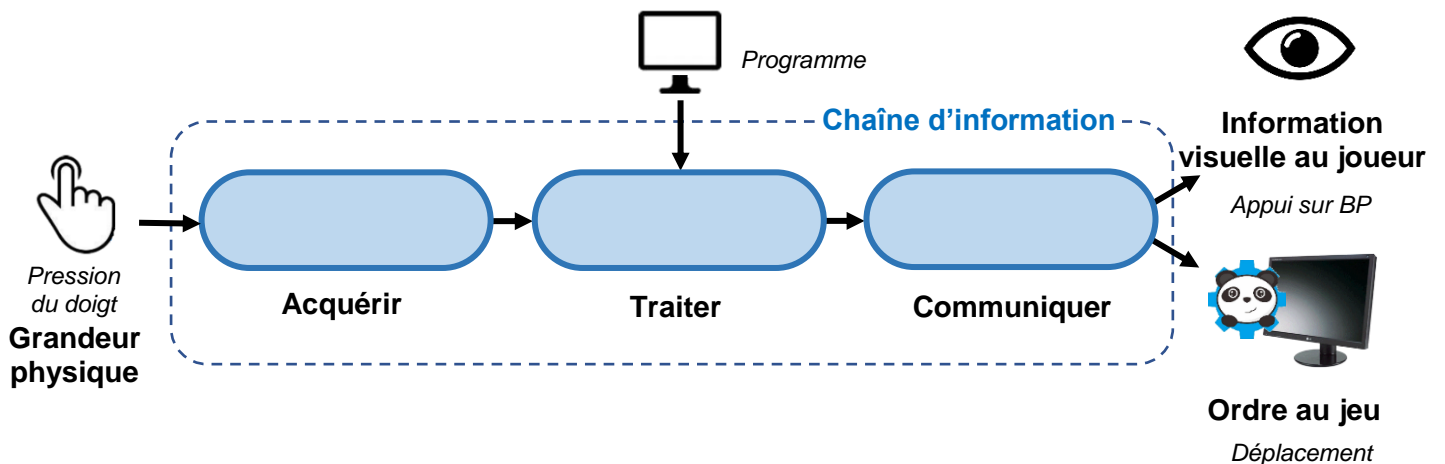 Programme
Chaîne d'information
Information
visuelle au joueur
Appui sur BP
Pression
du doigt
Grandeur
physique
Acquérir
Traiter
Communiquer
Ordre au jeu
Déplacement